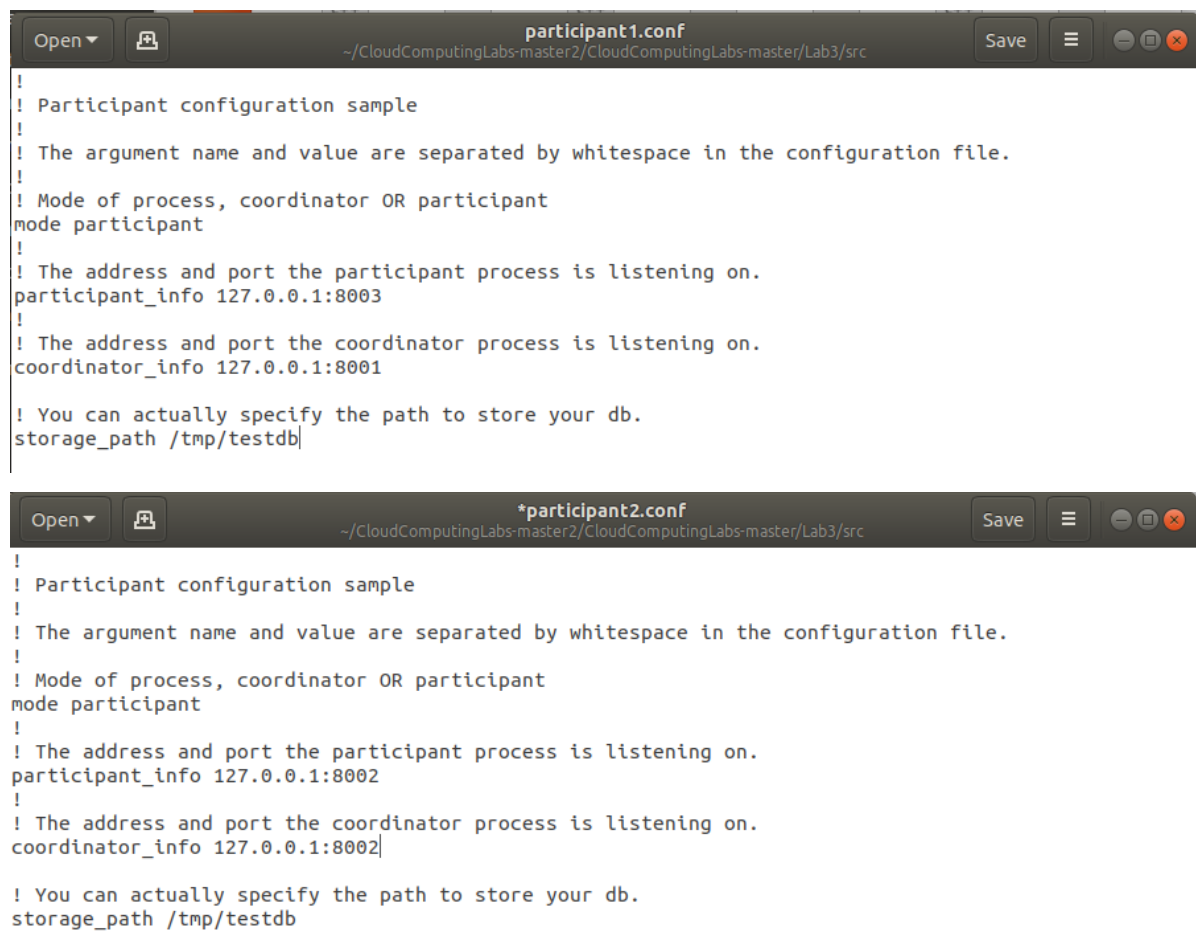 Open
participant1.conf
~/CloudComputingLabs-master2/CloudComputingLabs-master/Lab3/src
Save
!
! Participant configuration sample
!
! The argument name and value are separated by whitespace in the configuration file.
!
! Mode of process, coordinator OR participant
mode participant
!
! The address and port the participant process is listening on.
participant_info 127.0.0.1:8003
!
! The address and port the coordinator process is listening on.
coordinator_info 127.0.0.1:8001
! You can actually specify the path to store your db.
storage_path /tmp/testdb
Open
*participant2.conf
~/CloudComputingLabs-master2/CloudComputingLabs-master/Lab3/src
Save
!
! Participant configuration sample
!
! The argument name and value are separated by whitespace in the configuration file.
!
! Mode of process, coordinator OR participant
mode participant
!
! The address and port the participant process is listening on.
participant_info 127.0.0.1:8002
!
! The address and port the coordinator process is listening on.
coordinator_info 127.0.0.1:8002
! You can actually specify the path to store your db.
storage_path /tmp/testdb